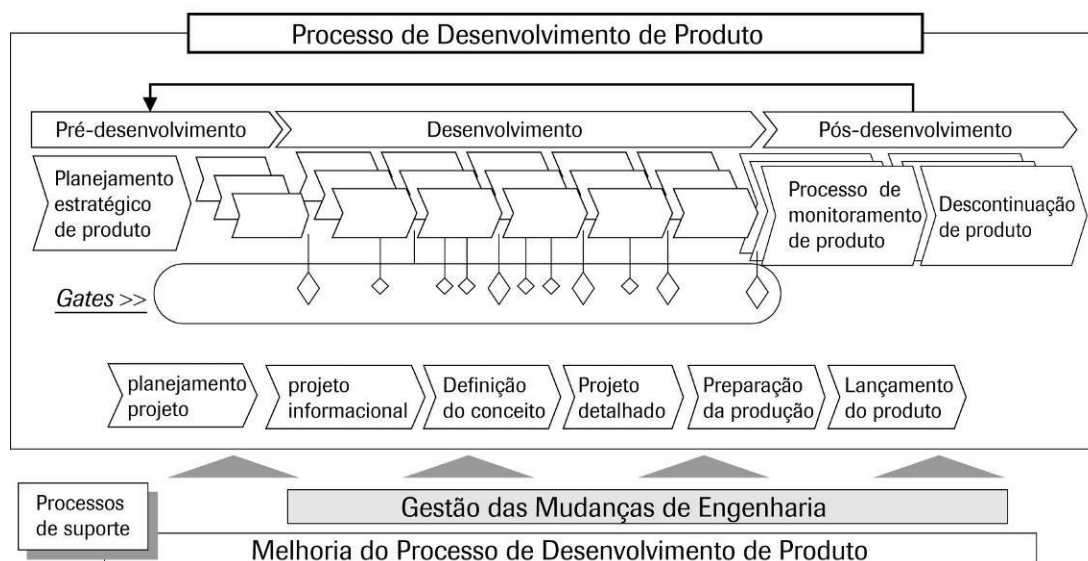 Processo de Desenvolvimento de Produto
Pré-desenvolvimento
Desenvolvimento
Pós-desenvolvimento
Planejamento
estratégico
de produto
Processo de
monitoramento
de produto
Descontinuação
de produto
Gates >>
planejamento
projeto
projeto
informacional
Definição
do conceito
Projeto
detalhado
Preparação
da produção
Lançamento
do produto
Processos
de suporte
Gestão das Mudanças de Engenharia
Melhoria do Processo de Desenvolvimento de Produto